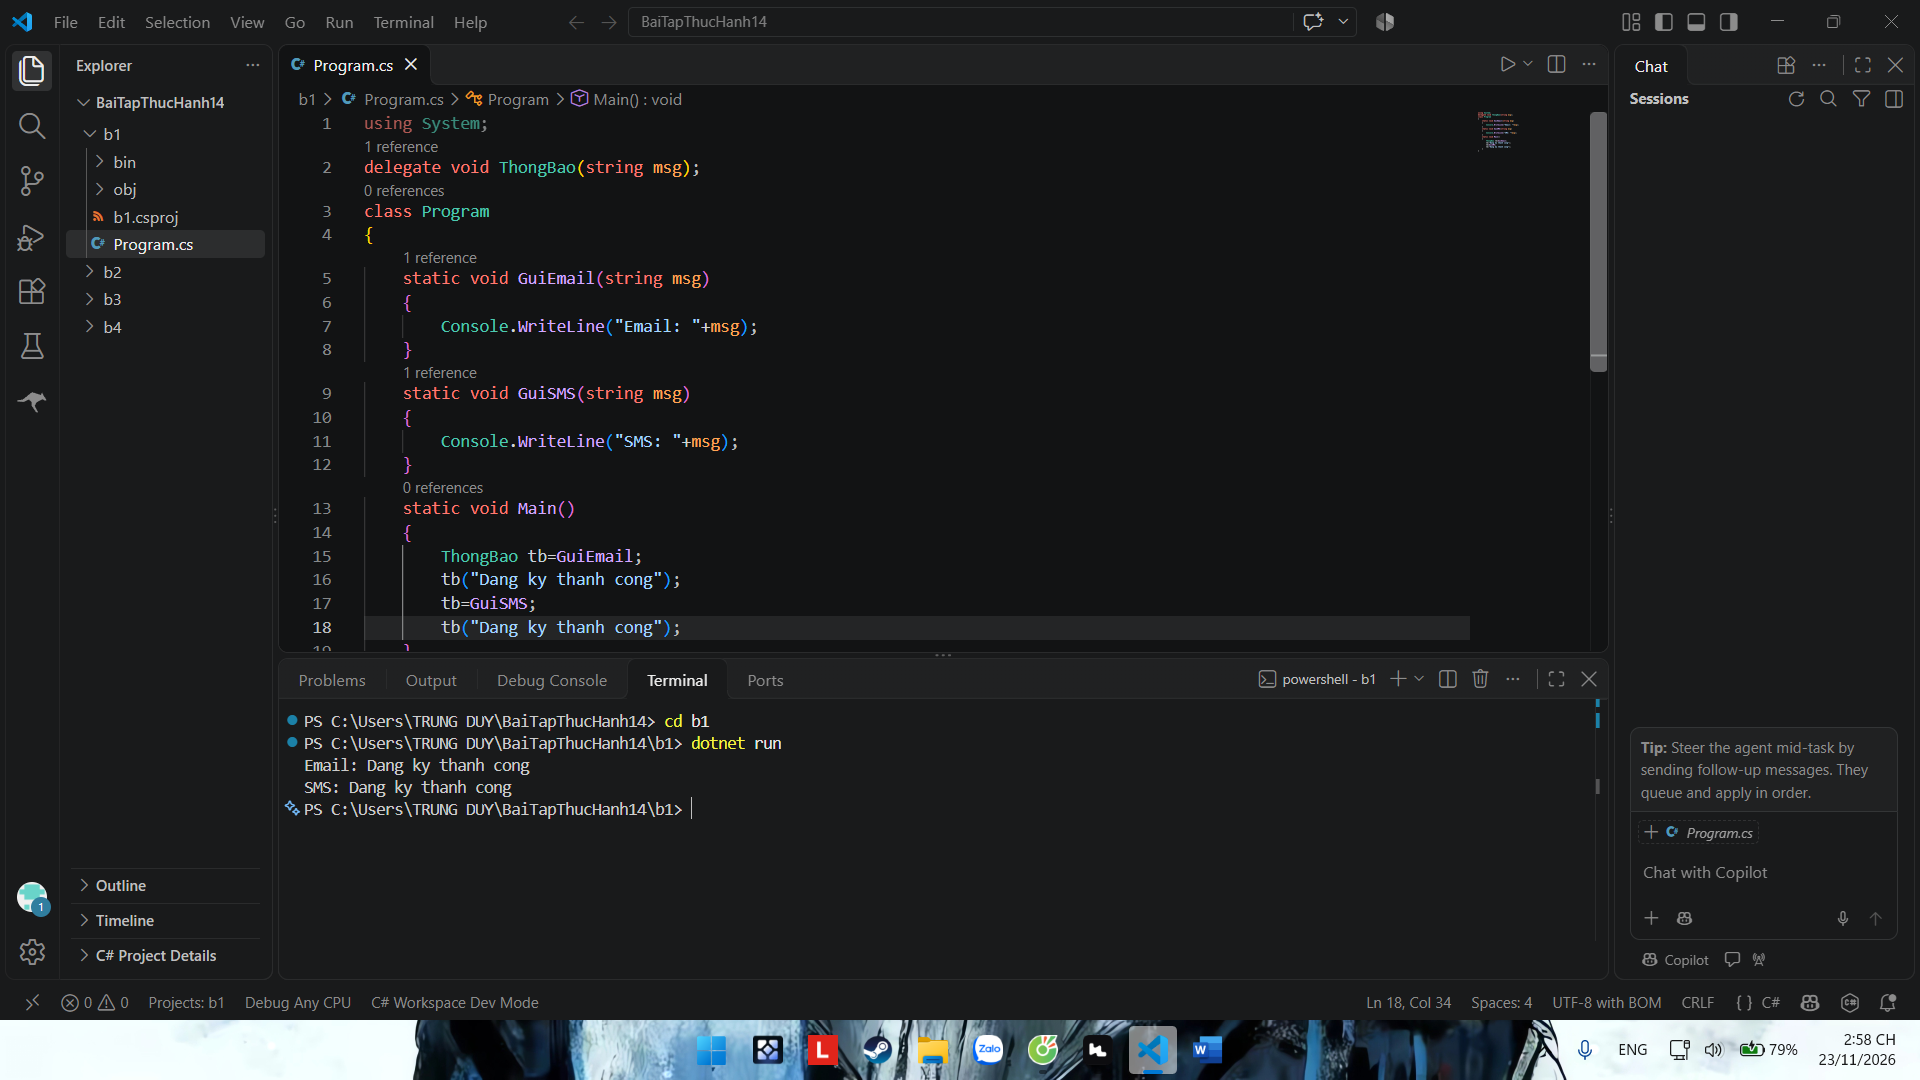 File Edit Selection View Go Run Terminal Help
BaiTapThucHanh14
Explorer
BaiTapThucHanh14
b1
bin
obj
b1.csproj
Program.cs
b2
b3
b4
Outline
Timeline
C# Project Details
Program.cs
b1 > Program.cs > Program > Main() : void
1 using System;
1 reference
2 delegate void ThongBao(string msg);
0 references
3 class Program
4 {
1 reference
5 static void GuiEmail(string msg)
6 {
7 Console.WriteLine("Email: "+msg);
8 }
1 reference
9 static void GuiSMS(string msg)
10 {
11 Console.WriteLine("SMS: "+msg);
12 }
0 references
13 static void Main()
14 {
15 ThongBao tb=GuiEmail;
16 tb("Dang ky thanh cong");
17 tb=GuiSMS;
18 tb("Dang ky thanh cong");
19 }
Problems Output Debug Console Terminal Ports
powershell - b1
PS C:\Users\TRUNG DUY\BaiTapThucHanh14> cd b1
PS C:\Users\TRUNG DUY\BaiTapThucHanh14\b1> dotnet run
Email: Dang ky thanh cong
SMS: Dang ky thanh cong
PS C:\Users\TRUNG DUY\BaiTapThucHanh14\b1>
Chat
Sessions
Tip: Steer the agent mid-task by
sending follow-up messages. They
queue and apply in order.
Program.cs
Chat with Copilot
Copilot
1
0 0 Projects: b1 Debug Any CPU C# Workspace Dev Mode
Ln 18, Col 34 Spaces: 4 UTF-8 with BOM CRLF { } C#
L
Zalo
W
ENG
79%
2:58 CH
23/11/2026